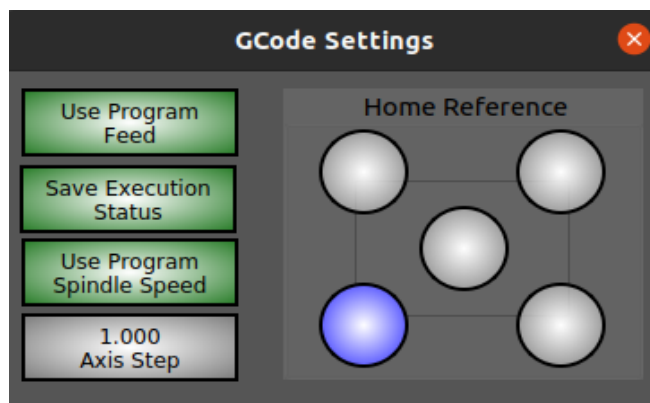 GCode Settings
Use Program
Feed
Save Execution
Status
Use Program
Spindle Speed
1.000
Axis Step
Home Reference